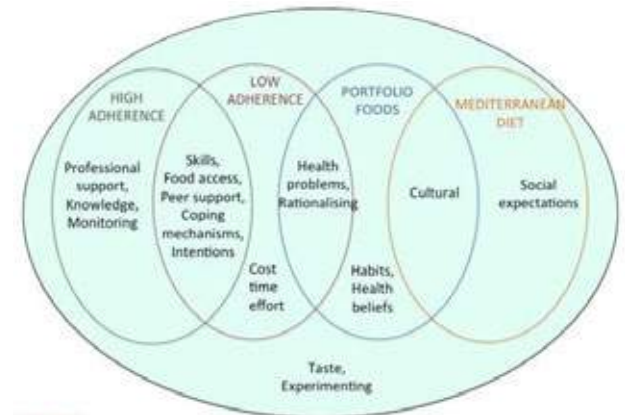 HIGH
ADHERENCE
LOW
ADHERENCE
PORTFOLIO
FOODS
MEDITERRANEAN
DIET
Professional
support,
Knowledge,
Monitoring
Skills,
Food access,
Peer support,
Coping
mechanisms,
Intentions
Health
problems,
Rationalising
Cultural
Social
expectations
Cost
time
effort
Habits,
Health
beliefs
Taste,
Experimenting